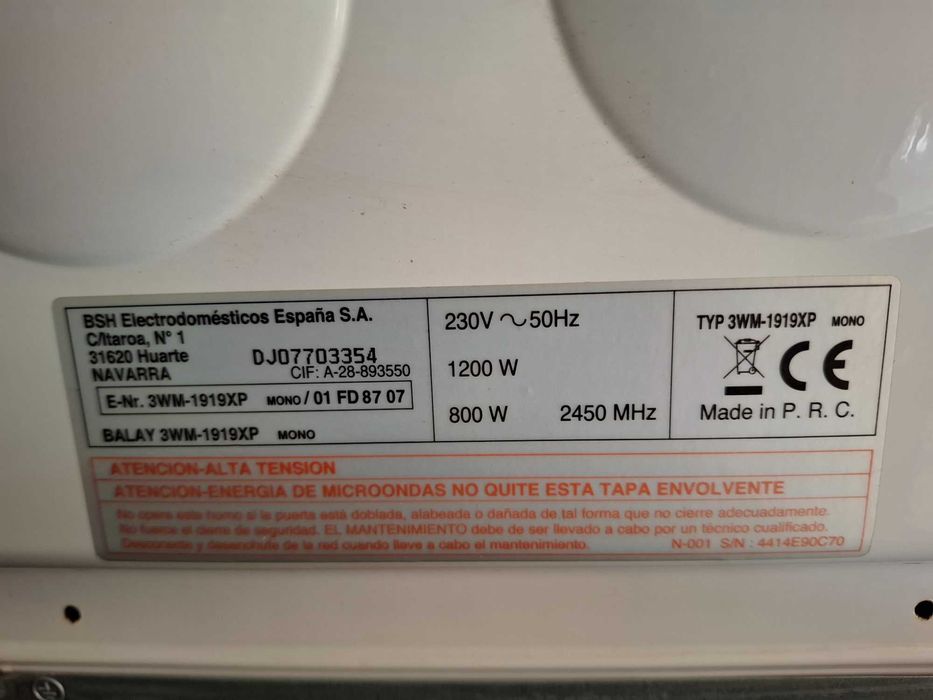 BSH Electrodomésticos España S.A.
C/Itaroa, N° 1
31620 Huarte DJ07703354
NAVARRA CIF: A-28-893550
E-Nr. 3WM-1919XP MONO / 01 FD 87 07
BALAY 3WM-1919XP MONO
230V ~ 50Hz
1200 W
800 W 2450 MHz
TYP 3WM-1919XP MONO
CE
Made in P. R. C.
ATENCION-ALTA TENSION
ATENCION-ENERGIA DE MICROONDAS NO QUITE ESTA TAPA ENVOLVENTE
No opere este horno si la puerta está doblada, alabeada o dañada de tal forma que no cierre adecuadamente.
No fuerce el cierre de seguridad. EL MANTENIMIENTO debe de ser llevado a cabo por un técnico cualificado.
Desconecte y desenchufe de la red cuando lleve a cabo el mantenimiento. N-001 S/N : 4414E90C70